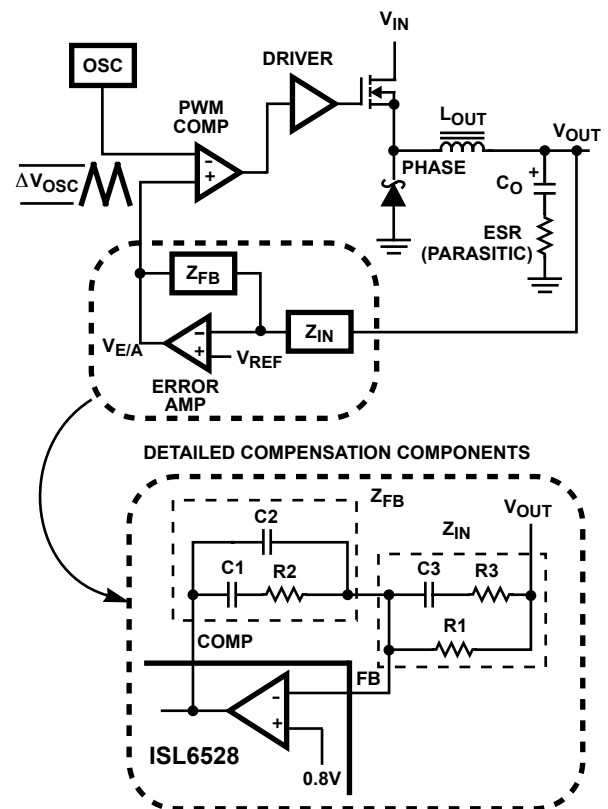 V_IN
OSC
DRIVER
PWM
COMP
L_OUT
V_OUT
PHASE
ΔV_OSC
C_O
+
-
+
ESR
(PARASITIC)
Z_FB
V_E/A
-
+
Z_IN
V_REF
ERROR
AMP
DETAILED COMPENSATION COMPONENTS
Z_FB
V_OUT
C2
Z_IN
C1 R2
C3 R3
R1
COMP
FB
-
+
ISL6528
0.8V